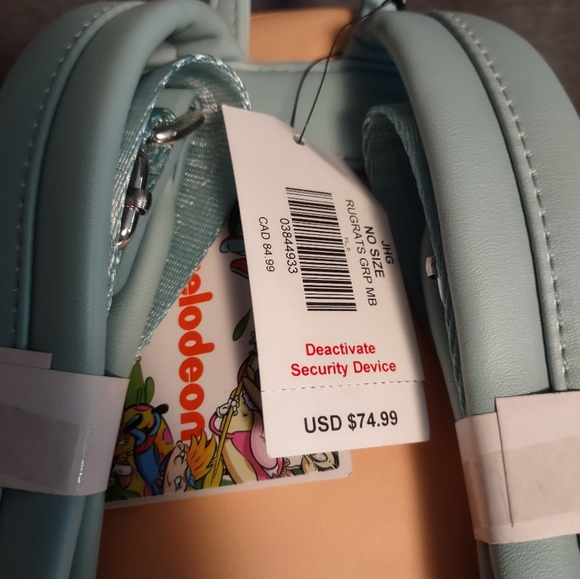 JHG
NO SIZE
RUGRATS GRP MB
03844933
CAD 84.99
Deactivate
Security Device
USD $74.99
elodeon